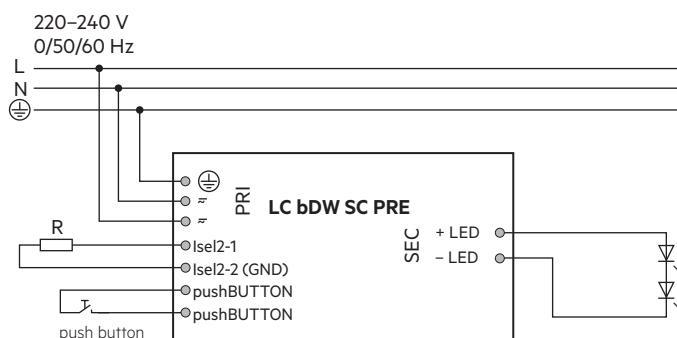 220–240 V
0/50/60 Hz
L
N
PRI
LC bDW SC PRE
R
Isel2-1
Isel2-2 (GND)
pushBUTTON
pushBUTTON
push button
SEC
+ LED
– LED